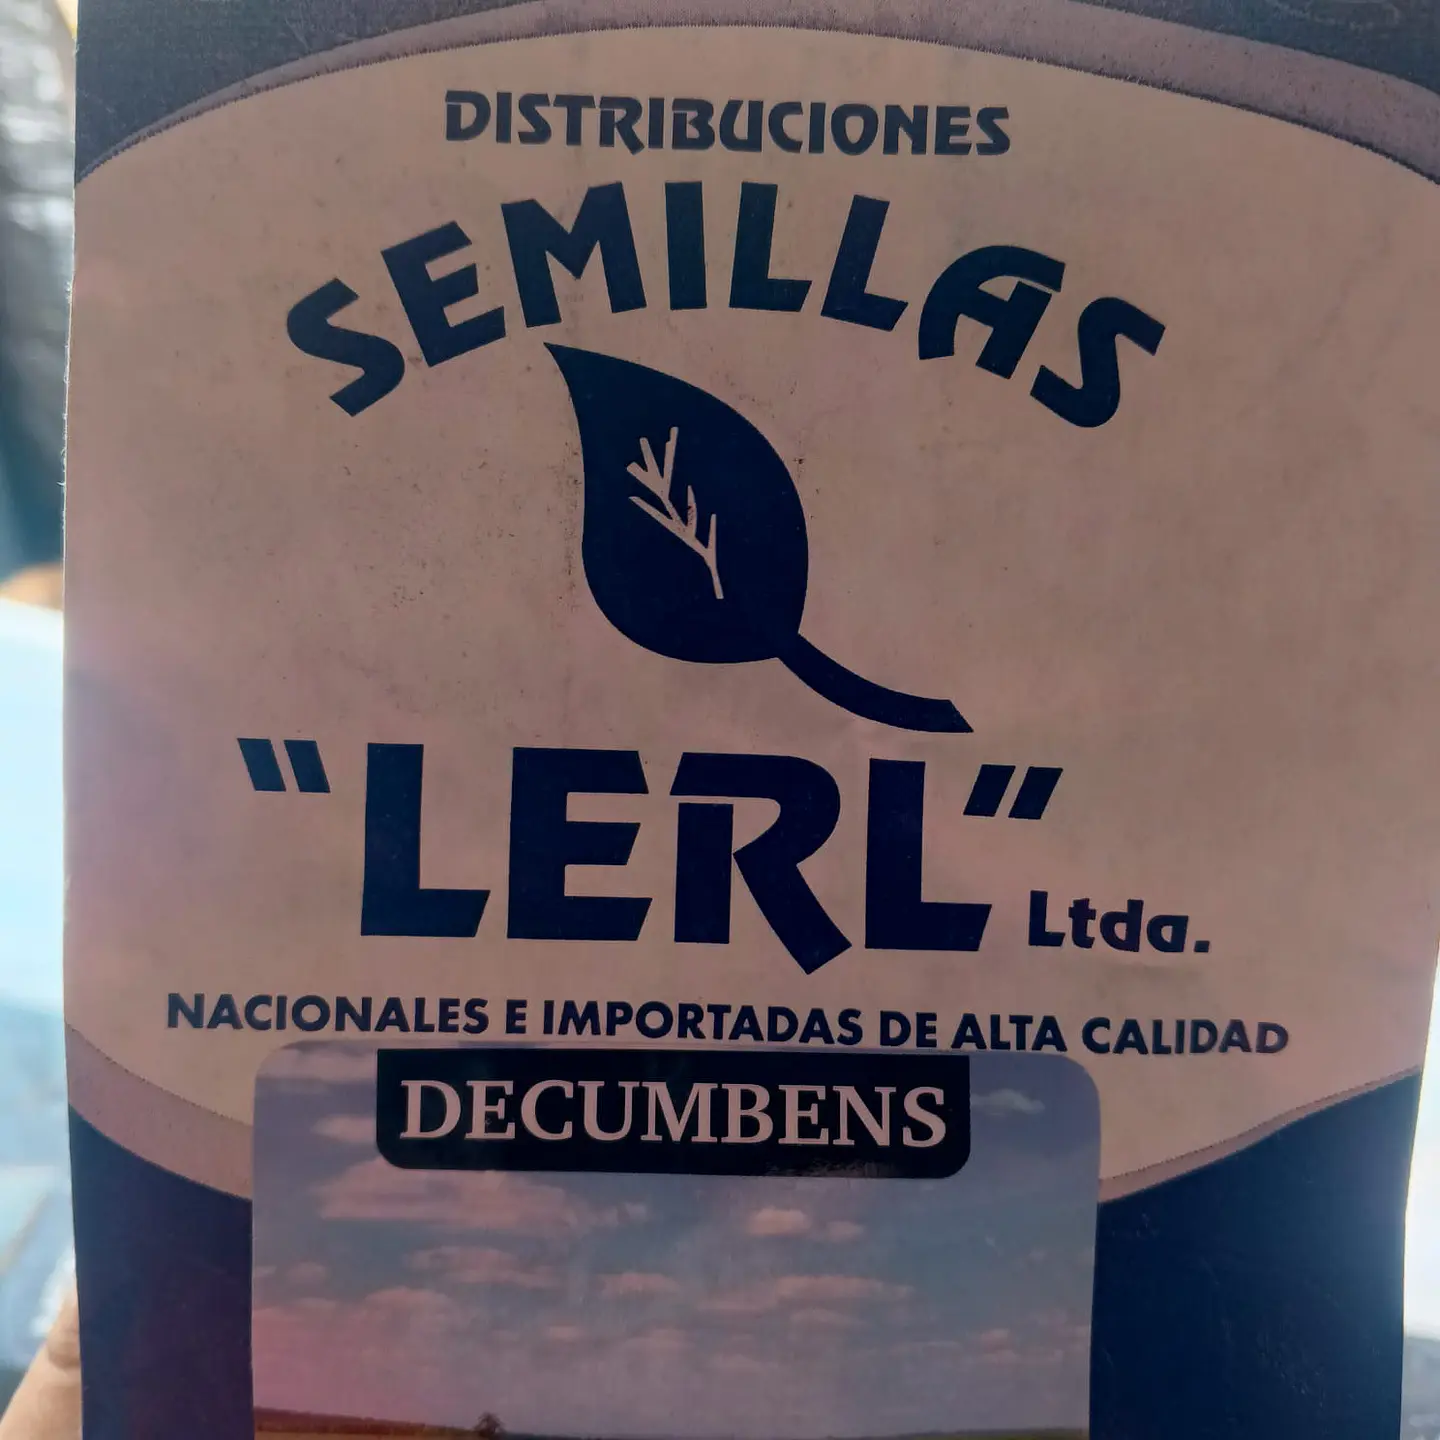 DISTRIBUCIONES
SEMILLAS
"LERL" Ltda.
NACIONALES E IMPORTADAS DE ALTA CALIDAD
DECUMBENS